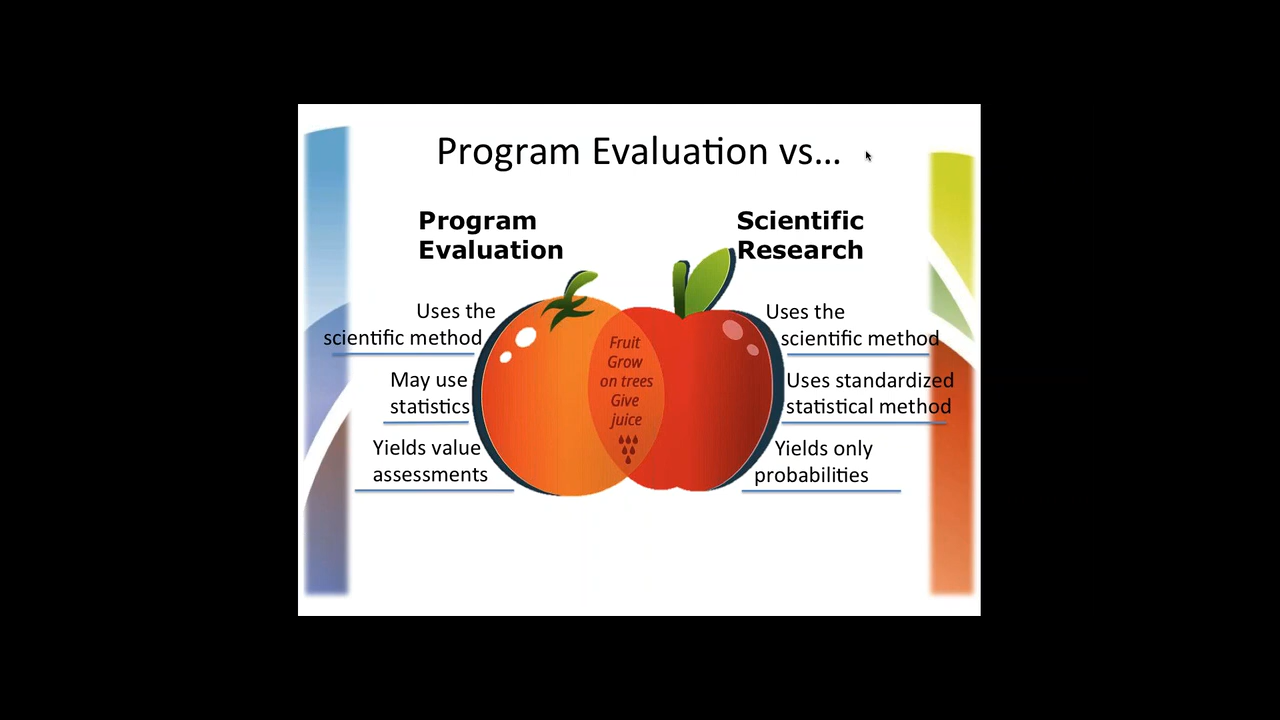 Program Evaluation vs...
Program
Evaluation
Uses the
scientific method
May use
statistics
Yields value
assessments
Fruit
Grow
on trees
Give
juice
Scientific
Research
Uses the
scientific method
Uses standardized
statistical method
Yields only
probabilities